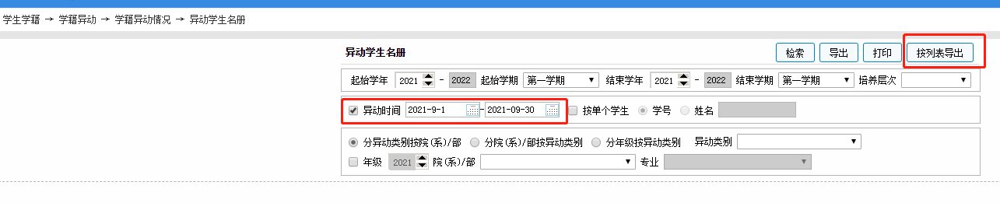 学生学籍 → 学籍异动 → 学籍异动情况 → 异动学生名册
异动学生名册 检索 导出 打印 按列表导出
起始学年 2021 - 2022 起始学期 第一学期 结束学年 2021 - 2022 结束学期 第一学期 培养层次
异动时间 2021-9-1 - 2021-09-30 按单个学生 学号 姓名
分异动类别按院(系)/部 分院(系)/部按异动类别 分年级按异动类别 异动类别
年级 2021 院(系)/部 专业